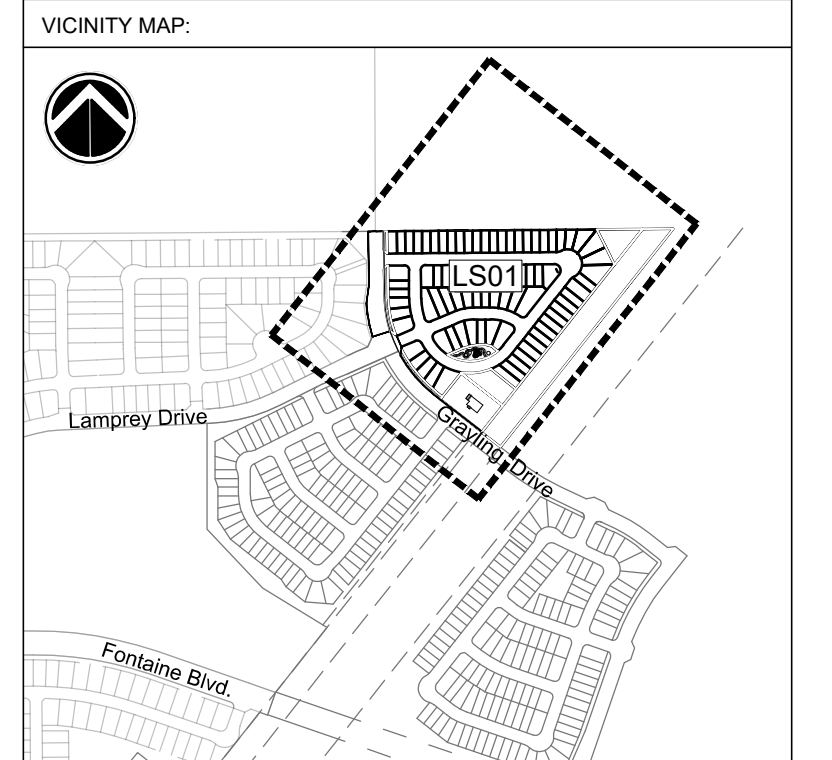 VICINITY MAP:
LS01
Lamprey Drive
Grayling Drive
Fontaine Blvd.